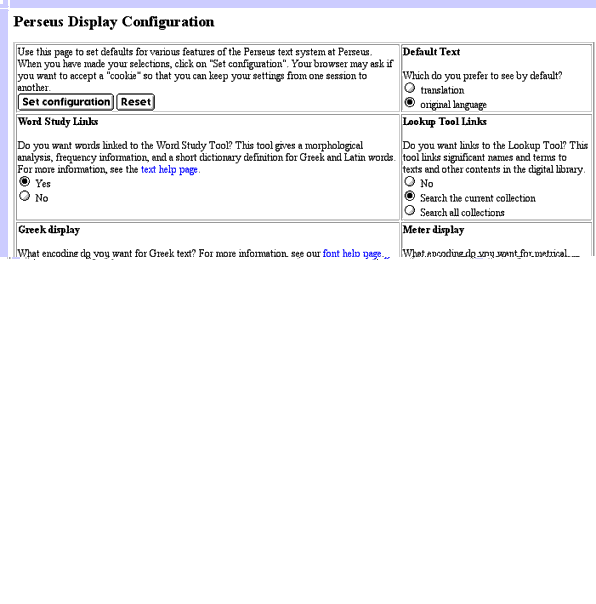 Perseus Display Configuration
Use this page to set defaults for various features of the Perseus text system at Perseus.
When you have made your selections, click on "Set configuration". Your browser may ask if
you want to accept a "cookie" so that you can keep your settings from one session to
another.
Set configuration Reset
Default Text
Which do you prefer to see by default?
translation
original language
Word Study Links
Do you want words linked to the Word Study Tool? This tool gives a morphological
analysis, frequency information, and a short dictionary definition for Greek and Latin words.
For more information, see the text help page.
Yes
No
Lookup Tool Links
Do you want links to the Lookup Tool? This
tool links significant names and terms to
texts and other contents in the digital library.
No
Search the current collection
Search all collections
Greek display
What encoding do you want for Greek text? For more information, see our font help page.
Meter display
What encoding do you want for metrical